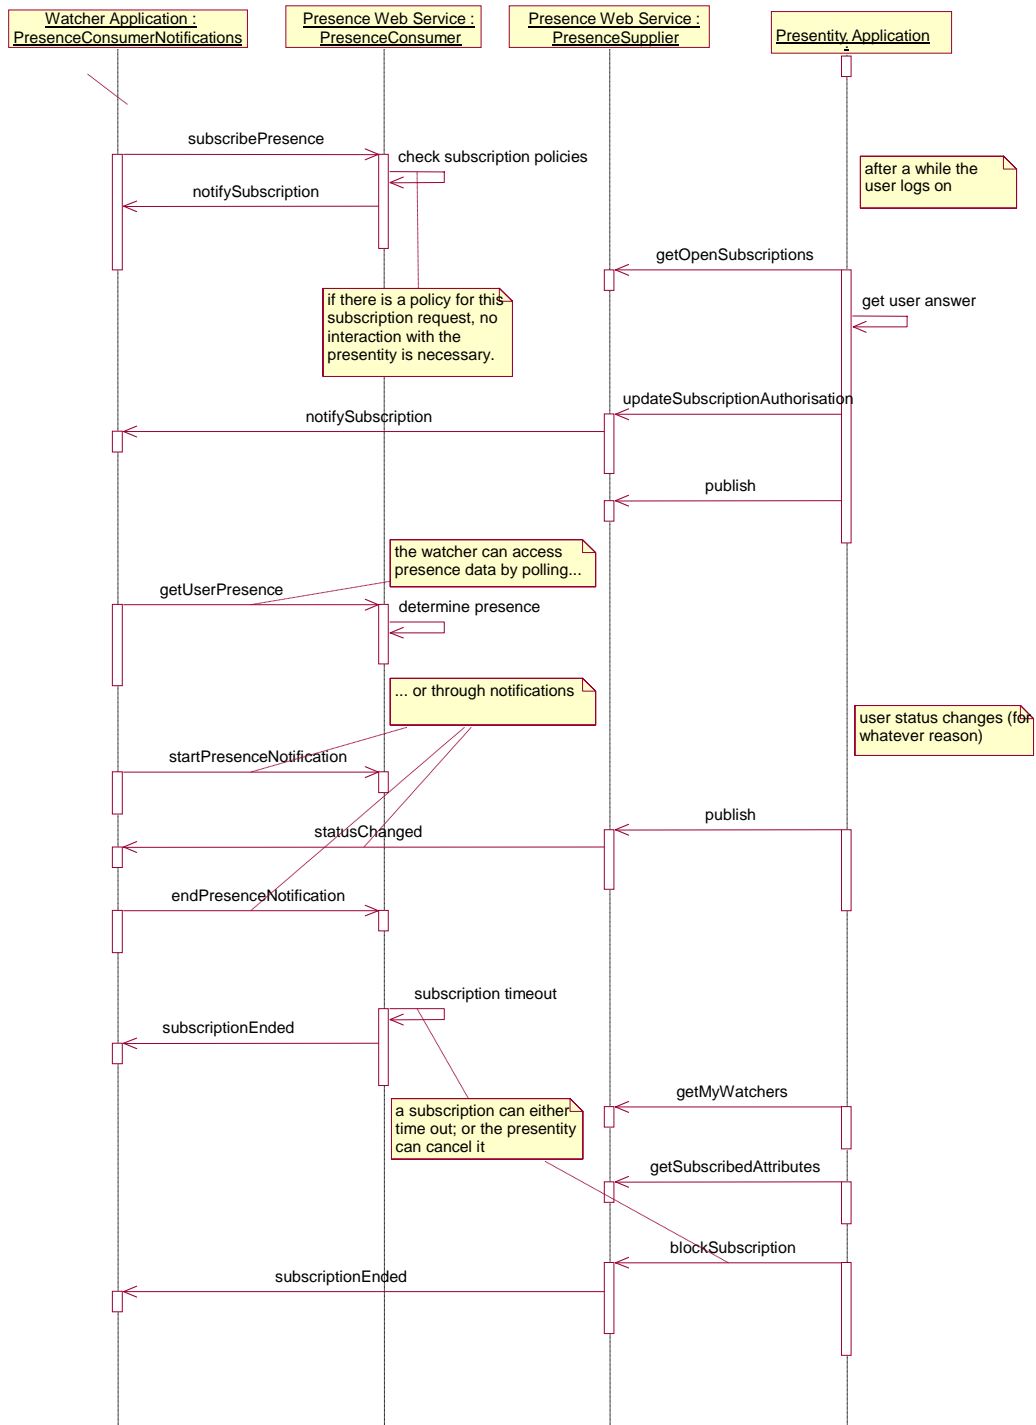 Watcher Application :
PresenceConsumerNotifications
Presence Web Service :
PresenceConsumer
Presence Web Service :
PresenceSupplier
Presentity Application
:
subscribePresence
check subscription policies
after a while the
user logs on
notifySubscription
getOpenSubscriptions
if there is a policy for this
subscription request, no
interaction with the
presentity is necessary.
get user answer
updateSubscriptionAuthorisation
notifySubscription
publish
the watcher can access
presence data by polling...
getUserPresence
determine presence
... or through notifications
user status changes (for
whatever reason)
startPresenceNotification
publish
statusChanged
endPresenceNotification
subscription timeout
subscriptionEnded
getMyWatchers
a subscription can either
time out; or the presentity
can cancel it
getSubscribedAttributes
blockSubscription
subscriptionEnded